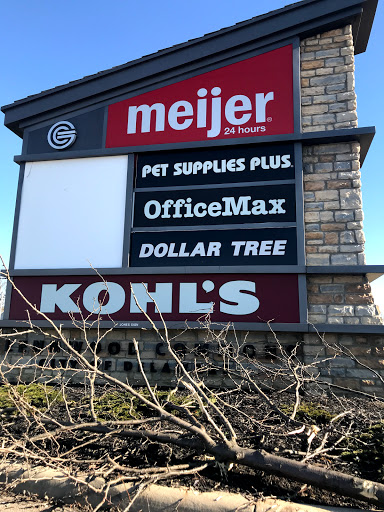 meijer®
24 hours
PET SUPPLIES PLUS.
OfficeMax
DOLLAR TREE
KOHL'S